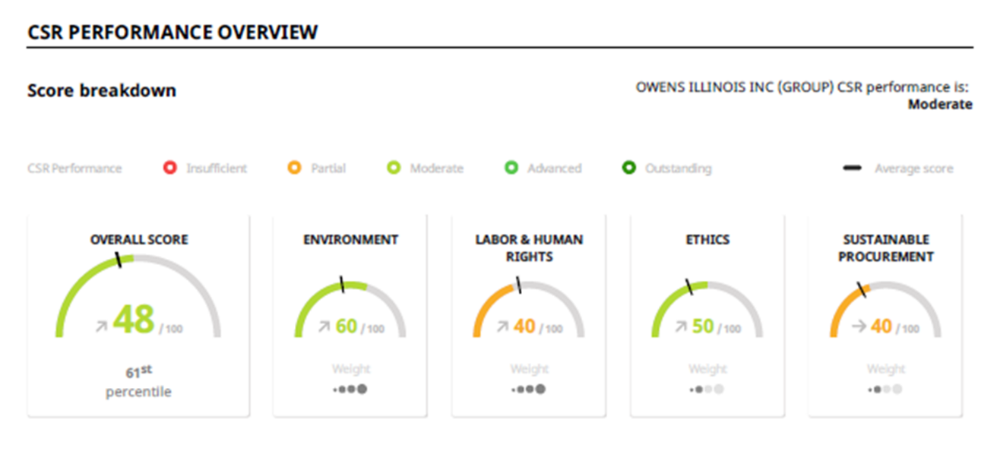 CSR PERFORMANCE OVERVIEW
Score breakdown
OWENS ILLINOIS INC (GROUP) CSR performance is:
Moderate
CSR Performance
Insufficient
Partial
Moderate
Advanced
Outstanding
Average score
OVERALL SCORE
48 / 100
61st
percentile
ENVIRONMENT
60 / 100
Weight
LABOR & HUMAN
RIGHTS
40 / 100
Weight
ETHICS
50 / 100
Weight
SUSTAINABLE
PROCUREMENT
40 / 100
Weight